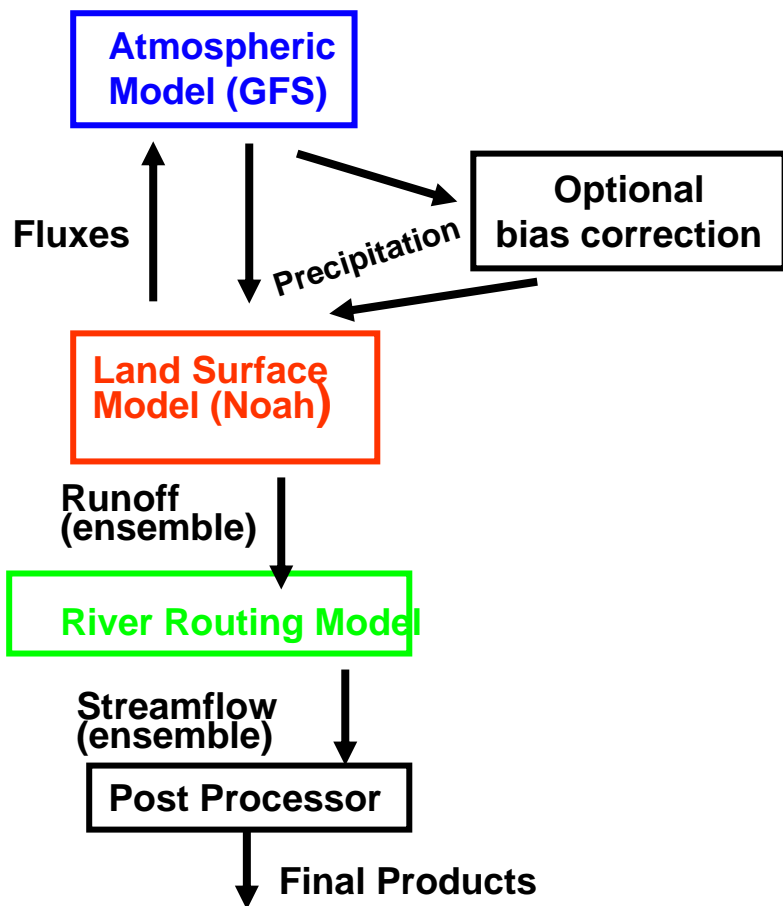 Atmospheric
Model (GFS)
Optional
bias correction
Fluxes
Precipitation
Land Surface
Model (Noah)
Runoff
(ensemble)
River Routing Model
Streamflow
(ensemble)
Post Processor
Final Products